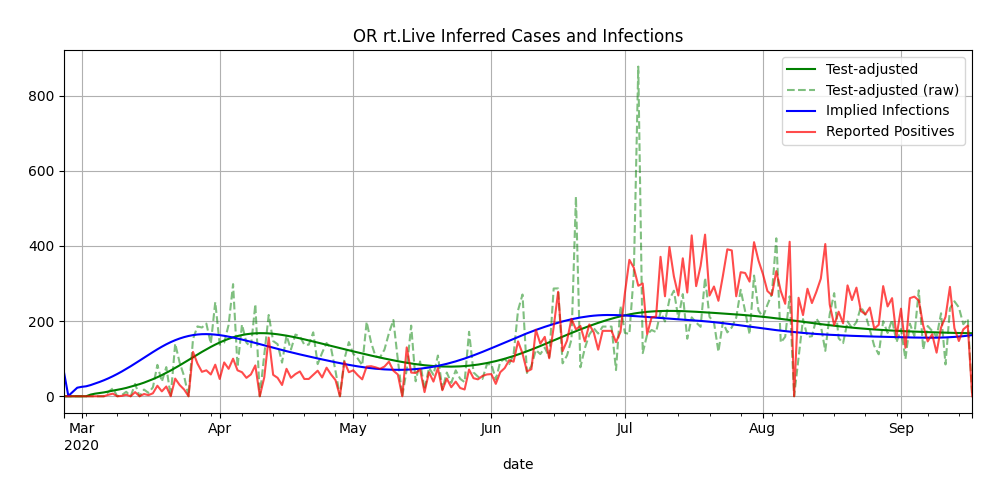 OR rt.Live Inferred Cases and Infections
Test-adjusted
Test-adjusted (raw)
Implied Infections
Reported Positives
800
600
400
200
0
Mar Apr May Jun Jul Aug Sep
2020
date